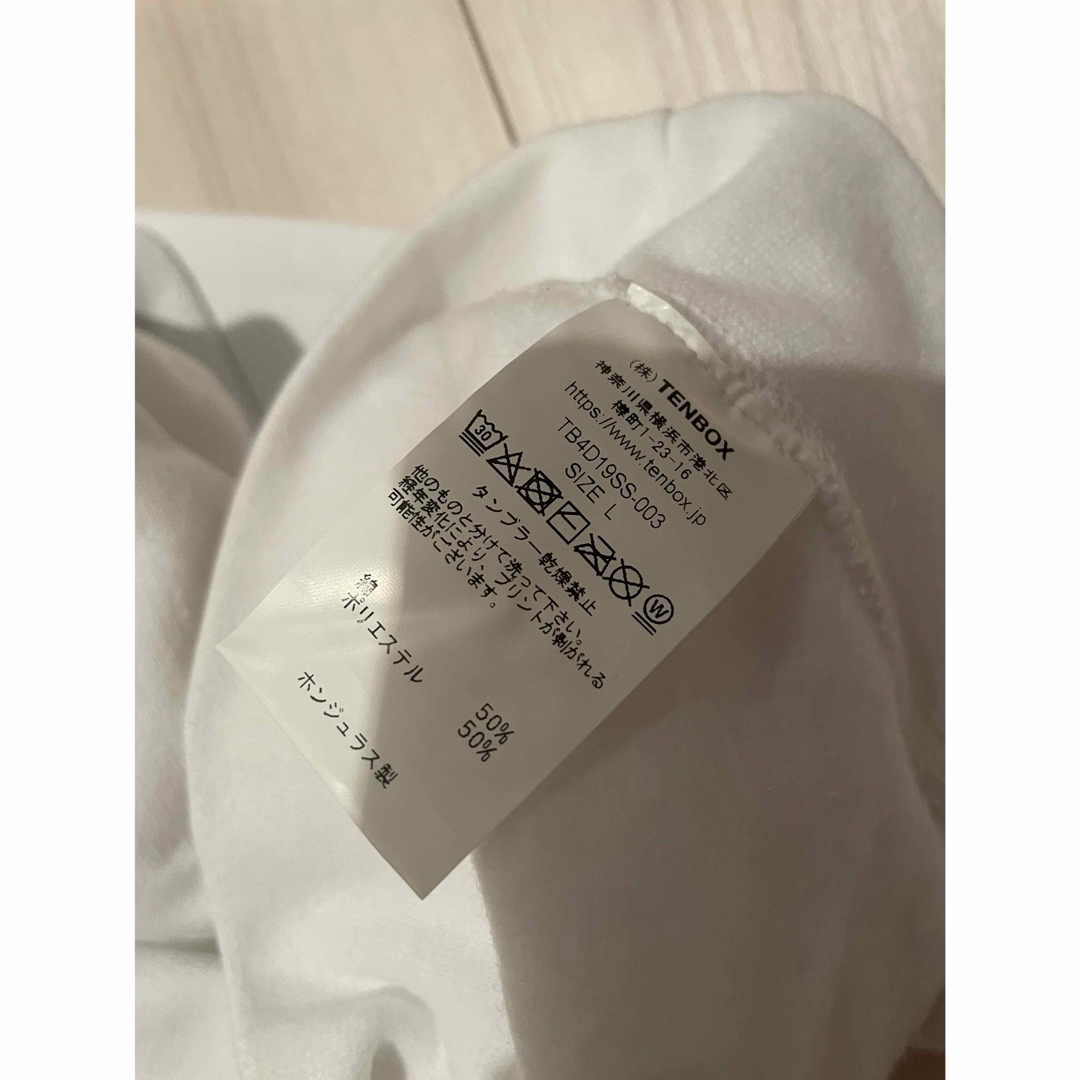 (株) TENBOX
神奈川県横浜市港北区
樽町1-23-16
https://www.tenbox.jp
TB4D19SS-003
SIZE L
30 W
タンブラー乾燥禁止
他のものと分けて洗って下さい。
経年変化により、プリントが剥がれる
可能性がございます。
綿 50%
ポリエステル 50%
ホンジュラス製